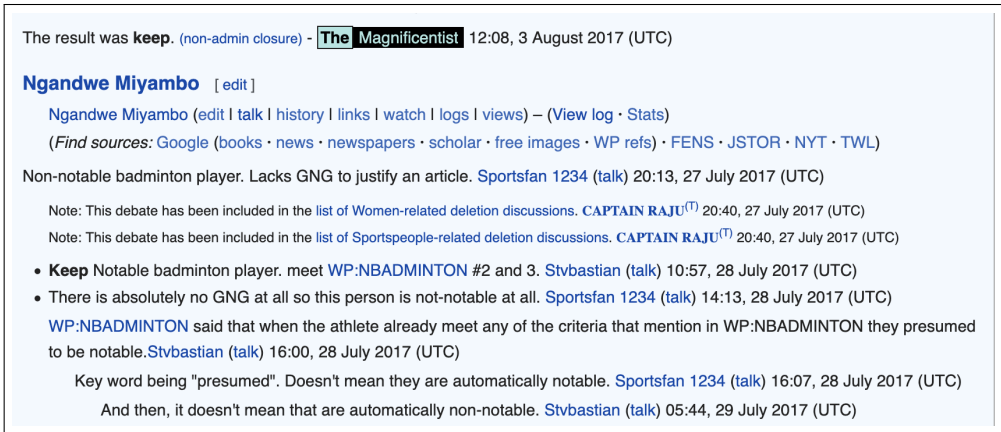 The result was keep. (non-admin closure) - The Magnificentist 12:08, 3 August 2017 (UTC)
Ngandwe Miyambo [ edit ]
Ngandwe Miyambo (edit | talk | history | links | watch | logs | views) – (View log · Stats)
(Find sources: Google (books · news · newspapers · scholar · free images · WP refs) · FENS · JSTOR · NYT · TWL)
Non-notable badminton player. Lacks GNG to justify an article. Sportsfan 1234 (talk) 20:13, 27 July 2017 (UTC)
Note: This debate has been included in the list of Women-related deletion discussions. CAPTAIN RAJU(T) 20:40, 27 July 2017 (UTC)
Note: This debate has been included in the list of Sportspeople-related deletion discussions. CAPTAIN RAJU(T) 20:40, 27 July 2017 (UTC)
• Keep Notable badminton player. meet WP:NBADMINTON #2 and 3. Stvbastian (talk) 10:57, 28 July 2017 (UTC)
• There is absolutely no GNG at all so this person is not-notable at all. Sportsfan 1234 (talk) 14:13, 28 July 2017 (UTC)
WP:NBADMINTON said that when the athlete already meet any of the criteria that mention in WP:NBADMINTON they presumed
to be notable.Stvbastian (talk) 16:00, 28 July 2017 (UTC)
Key word being "presumed". Doesn't mean they are automatically notable. Sportsfan 1234 (talk) 16:07, 28 July 2017 (UTC)
And then, it doesn't mean that are automatically non-notable. Stvbastian (talk) 05:44, 29 July 2017 (UTC)